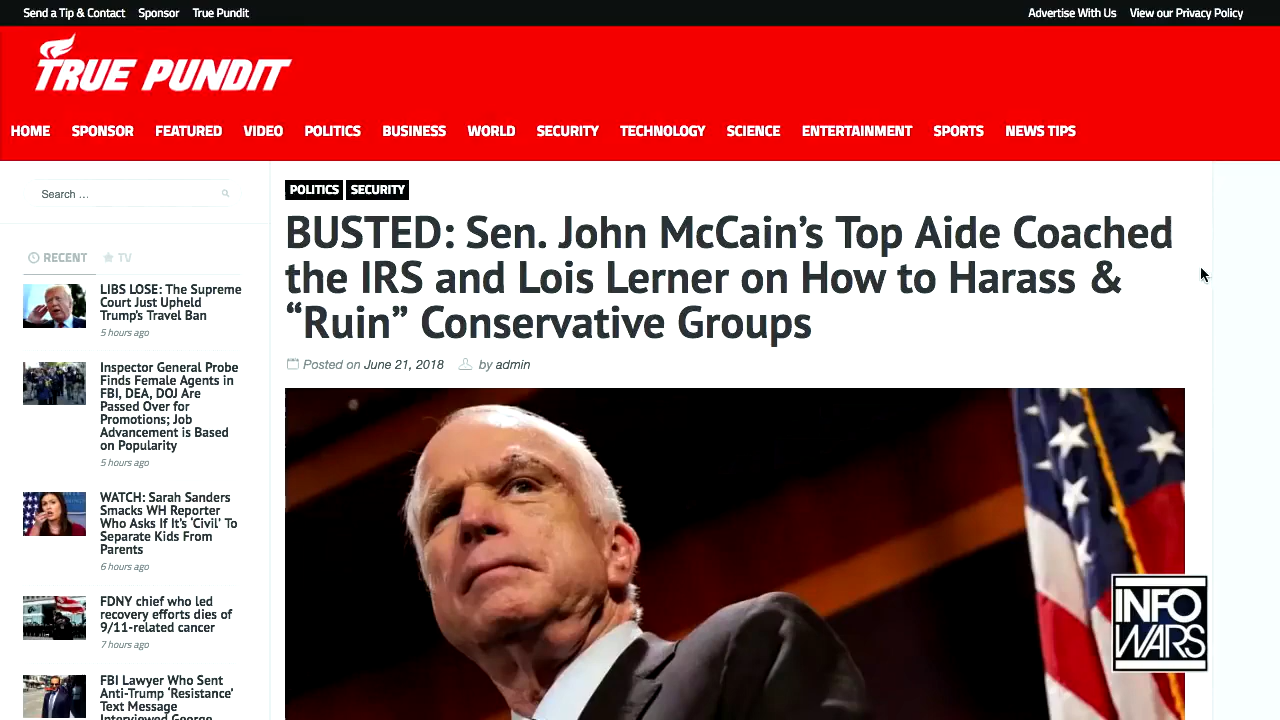 Send a Tip & Contact Sponsor True Pundit Advertise With Us View our Privacy Policy
TRUE PUNDIT
HOME SPONSOR FEATURED VIDEO POLITICS BUSINESS WORLD SECURITY TECHNOLOGY SCIENCE ENTERTAINMENT SPORTS NEWS TIPS
Search ...
RECENT TV
LIBS LOSE: The Supreme
Court Just Upheld
Trump's Travel Ban
5 hours ago
Inspector General Probe
Finds Female Agents in
FBI, DEA, DOJ Are
Passed Over for
Promotions; Job
Advancement is Based
on Popularity
5 hours ago
WATCH: Sarah Sanders
Smacks WH Reporter
Who Asks If It's ‘Civil’ To
Separate Kids From
Parents
6 hours ago
FDNY chief who led
recovery efforts dies of
9/11-related cancer
7 hours ago
FBI Lawyer Who Sent
Anti-Trump ‘Resistance’
Text Message
Interviewed George
POLITICS SECURITY
BUSTED: Sen. John McCain’s Top Aide Coached
the IRS and Lois Lerner on How to Harass &
“Ruin” Conservative Groups
Posted on June 21, 2018 by admin
INFO
WARS